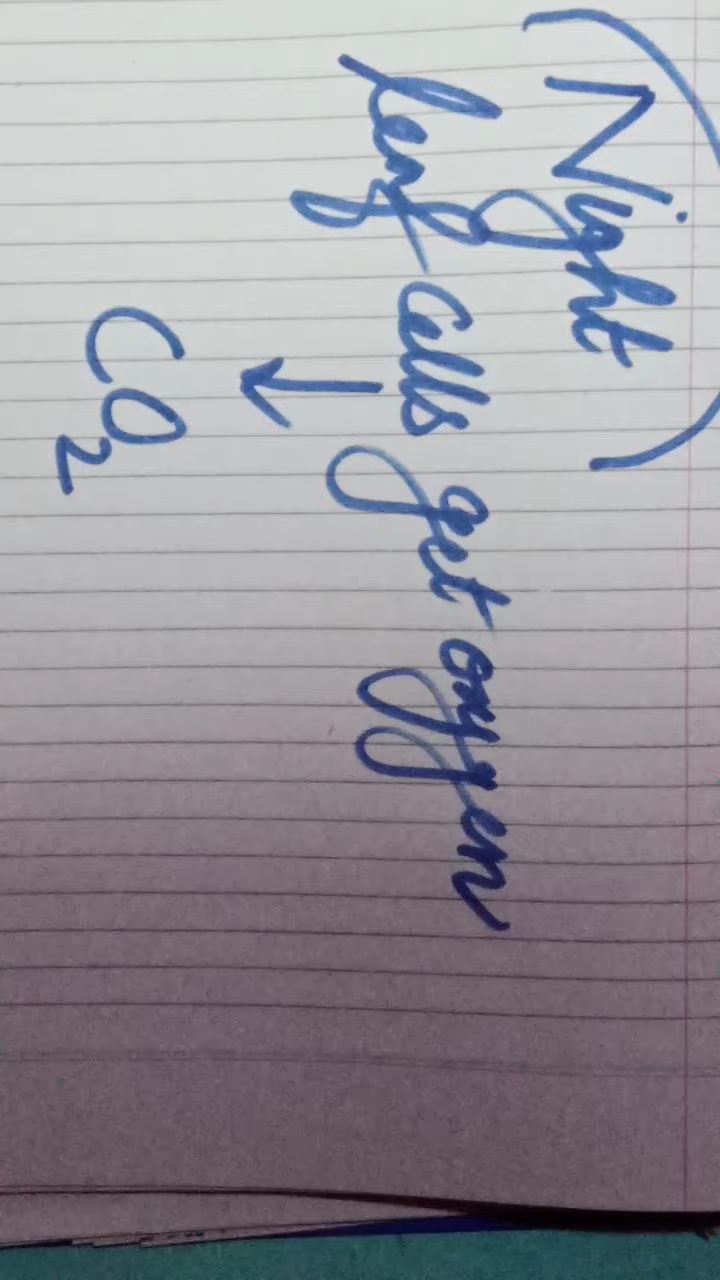 (Night)
leaf cells get oxygen
↓
CO₂